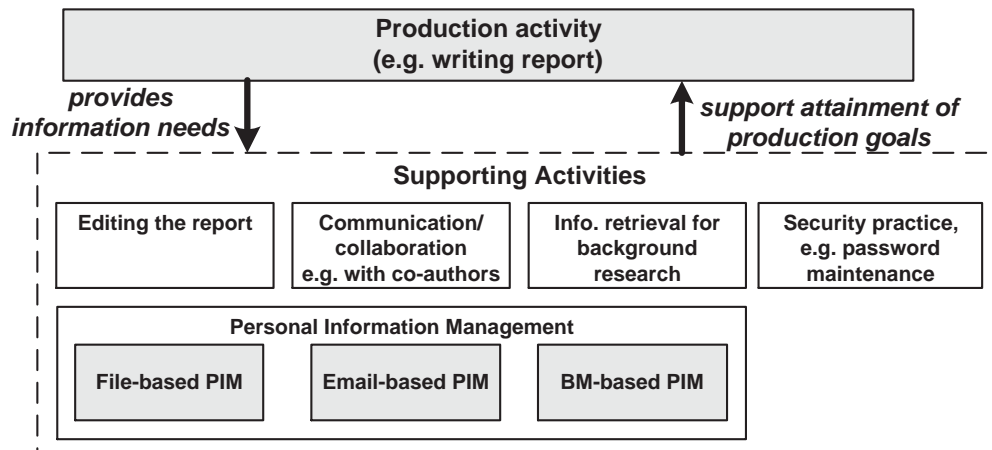 Production activity
(e.g. writing report)
provides
information needs
support attainment of
production goals
Supporting Activities
Editing the report
Communication/
collaboration
e.g. with co-authors
Info. retrieval for
background
research
Security practice,
e.g. password
maintenance
Personal Information Management
File-based PIM
Email-based PIM
BM-based PIM